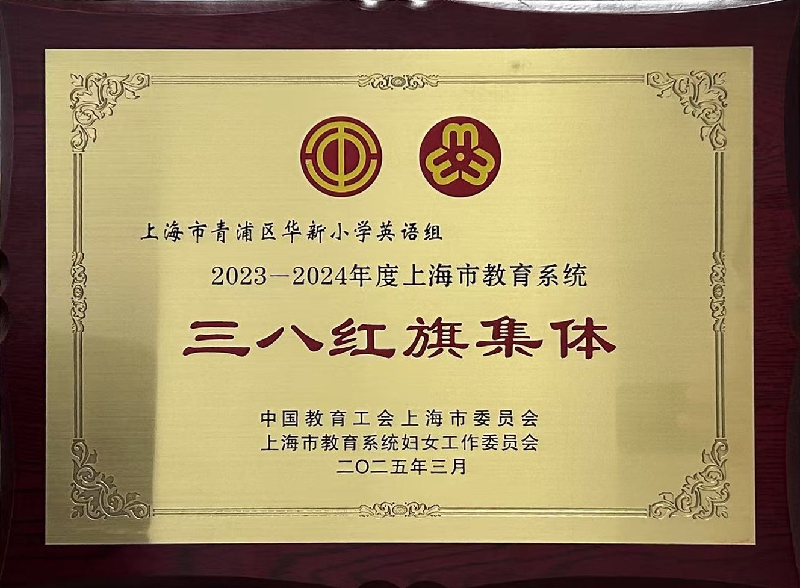 上海市青浦区华新小学英语组
2023—2024年度上海市教育系统
三八红旗集体
中国教育工会上海市委员会
上海市教育系统妇女工作委员会
二〇二五年三月